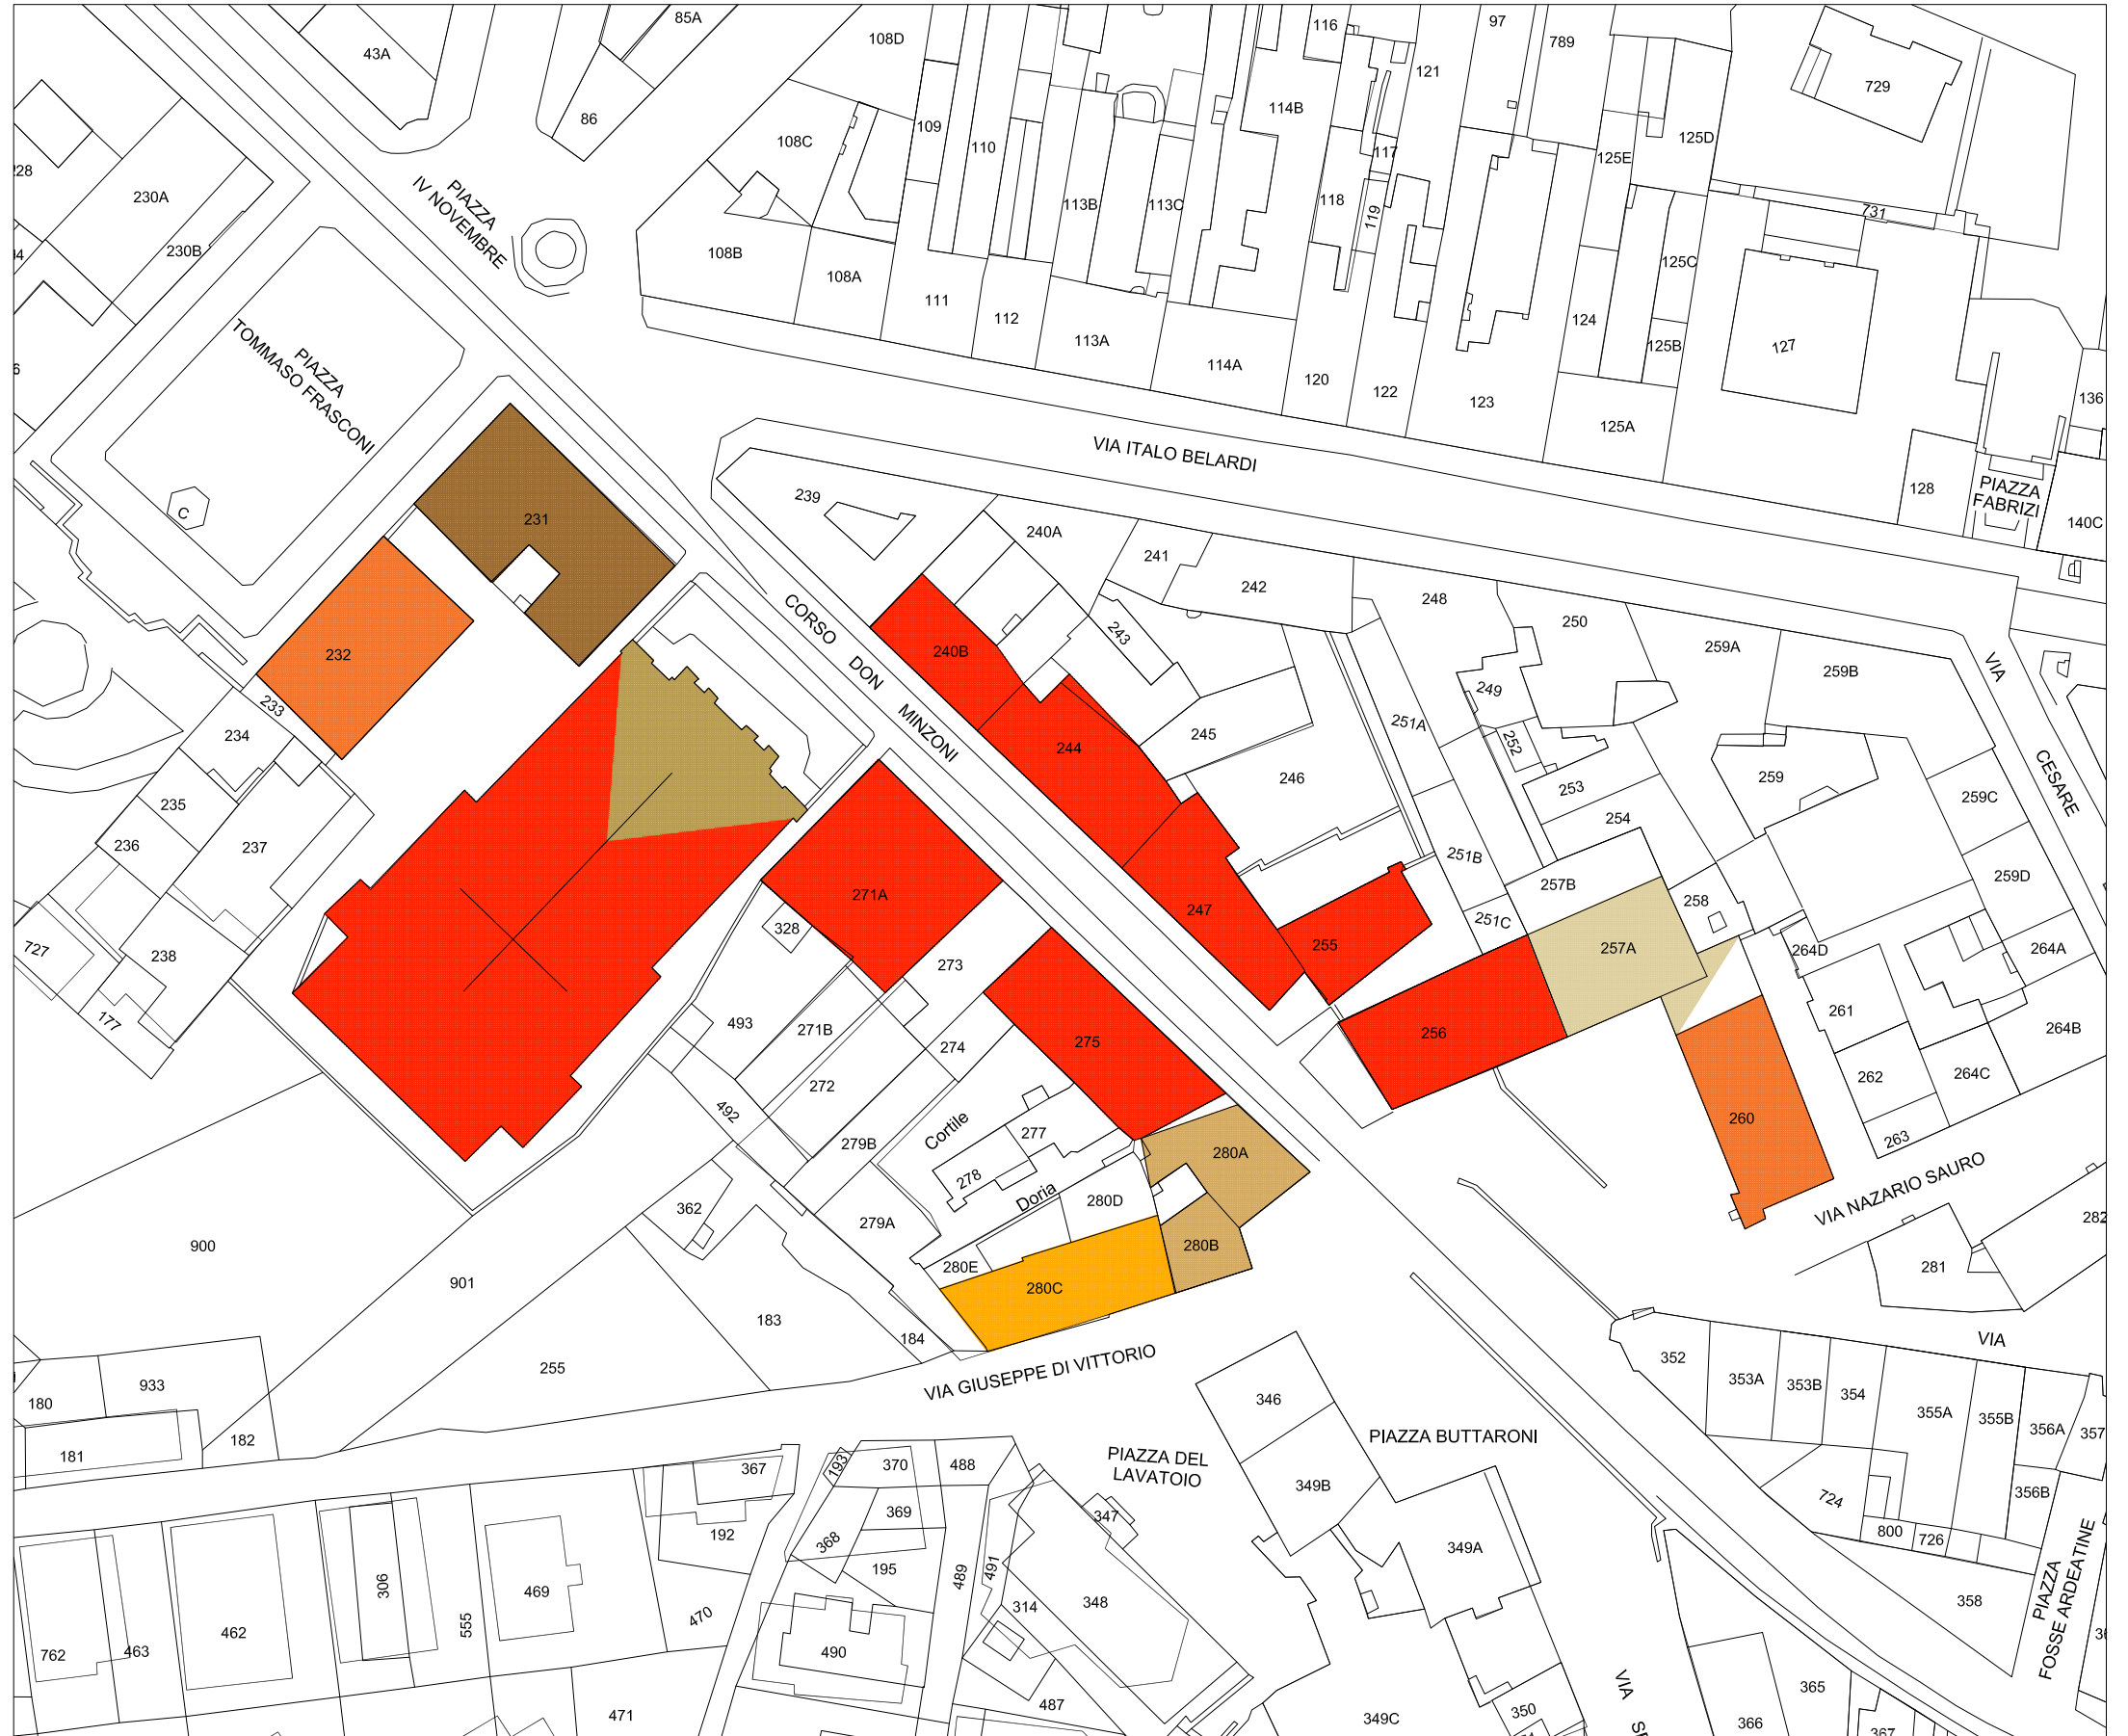 43A
85A
86
108D
108C
109
110
116
114B
121
97
789
125D
729
230A
230B
PIAZZA
IV NOVEMBRE
108B
108A
111
112
113B
113C
113A
114A
117
118
119
120
122
123
124
125E
125C
125B
125A
731
127
136
PIAZZA
TOMMASO FRASCONI
C
VIA ITALO BELARDI
128
PIAZZA
FABRIZI
140C
231
232
233
234
235
236
237
238
727
177
239
240A
241
242
243
240B
244
245
246
247
CORSO DON MINZONI
248
249
250
251A
251B
251C
252
253
254
255
256
257B
257A
258
259A
259B
259
259C
259D
VIA CESARE
260
261
262
263
264D
264A
264B
264C
271A
328
273
493
271B
272
274
275
492
279B
Cortile
277
278
Doria
279A
280A
280B
280D
280E
280C
VIA NAZARIO SAURO
281
282
900
901
362
183
184
255
VIA GIUSEPPE DI VITTORIO
933
180
181
182
346
349B
349A
349C
350
PIAZZA BUTTARONI
PIAZZA DEL
LAVATOIO
347
348
VIA
352
353A
353B
354
355A
355B
356A
357
356B
724
800
726
358
PIAZZA
FOSSE ARDEATINE
365
366
367
VIA
367
192
193
370
488
369
368
195
489
491
314
490
487
470
471
469
555
306
462
463
762